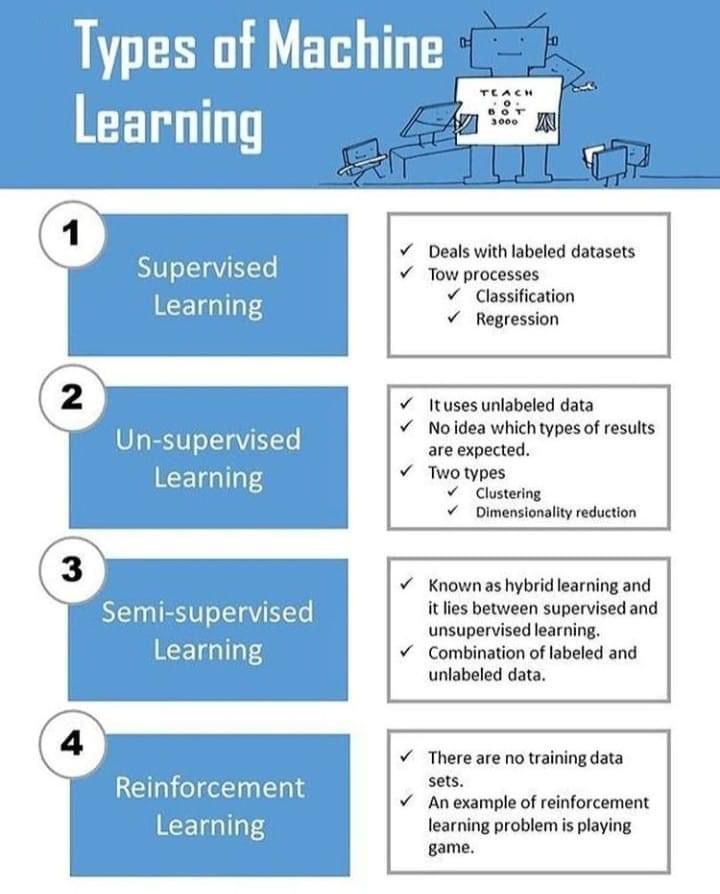 Types of Machine
Learning
TEACH
- O -
BOT
3000
1
Supervised
Learning
✓ Deals with labeled datasets
✓ Tow processes
✓ Classification
✓ Regression
2
Un-supervised
Learning
✓ It uses unlabeled data
✓ No idea which types of results
are expected.
✓ Two types
✓ Clustering
✓ Dimensionality reduction
3
Semi-supervised
Learning
✓ Known as hybrid learning and
it lies between supervised and
unsupervised learning.
✓ Combination of labeled and
unlabeled data.
4
Reinforcement
Learning
✓ There are no training data
sets.
✓ An example of reinforcement
learning problem is playing
game.